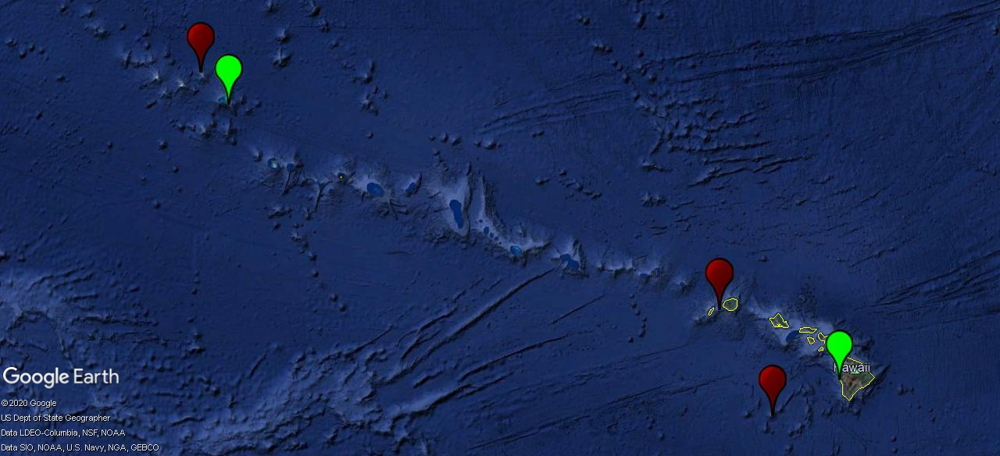 Hawaii
Google Earth
©2020 Google
US Dept of State Geographer
Data LDEO-Columbia, NSF, NOAA
Data SIO, NOAA, U.S. Navy, NGA, GEBCO